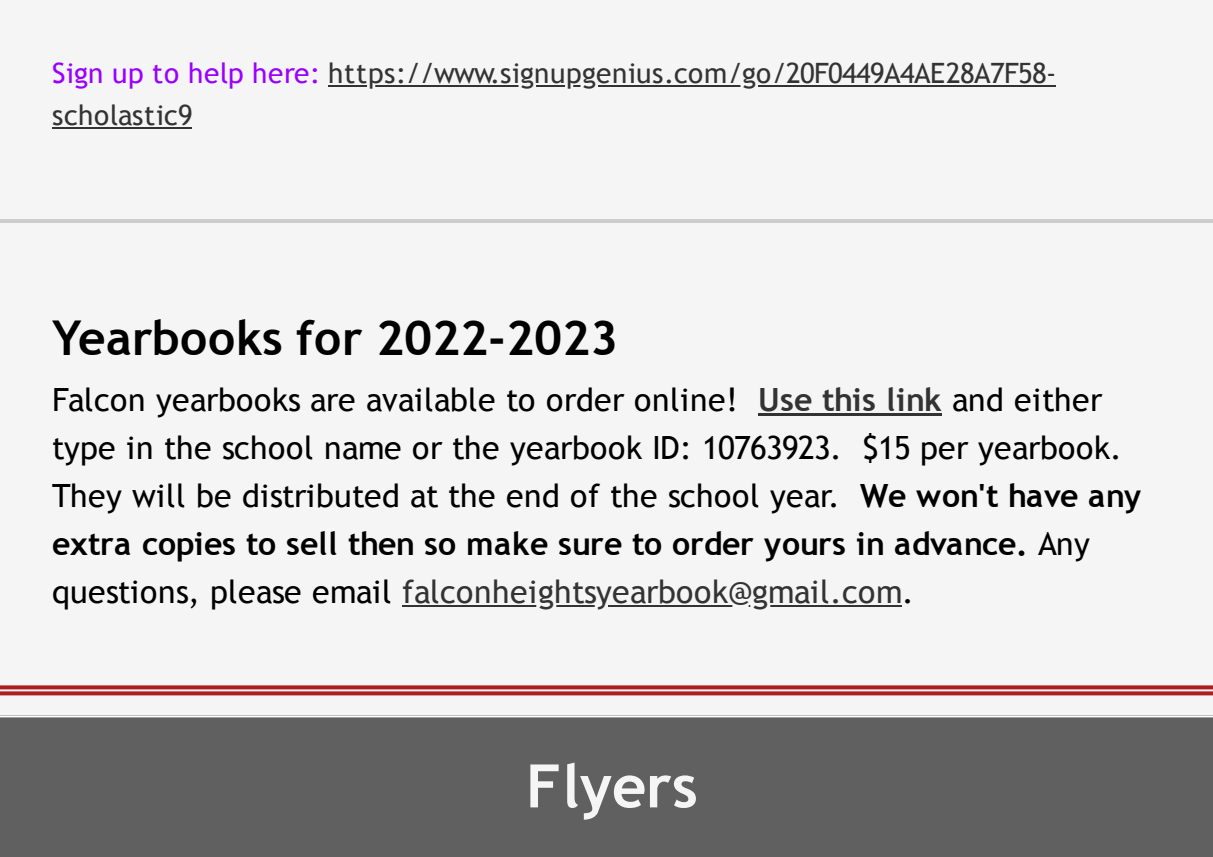 Sign up to help here: https://www.signupgenius.com/go/20F0449A4AE28A7F58-
scholastic9
Yearbooks for 2022-2023
Falcon yearbooks are available to order online!  Use this link and either
type in the school name or the yearbook ID: 10763923.  $15 per yearbook.
They will be distributed at the end of the school year.  We won't have any
extra copies to sell then so make sure to order yours in advance. Any
questions, please email falconheightsyearbook@gmail.com.
Flyers